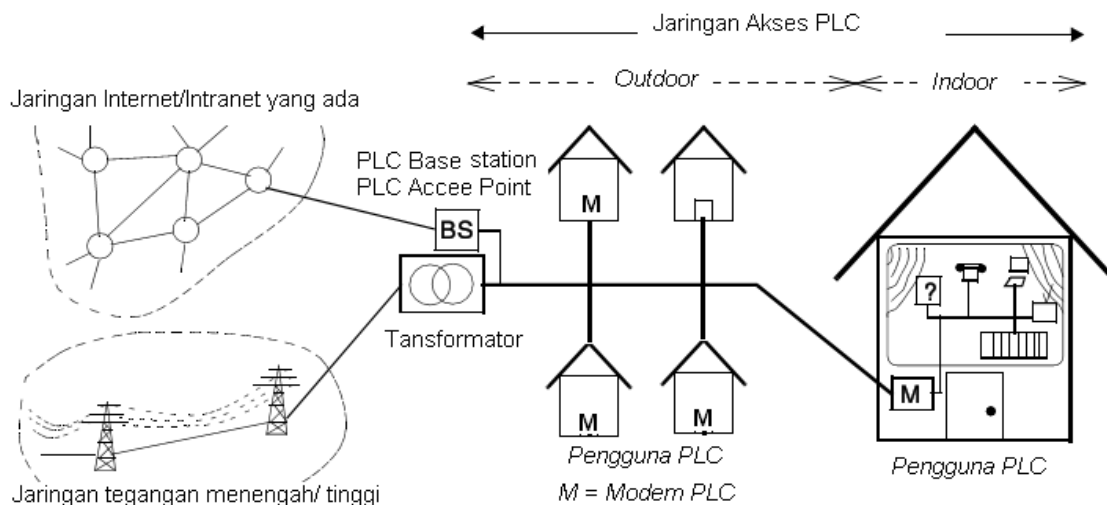 Jaringan Akses PLC
Outdoor
Indoor
Jaringan Internet/Intranet yang ada
PLC Base station
PLC Accee Point
BS
M
?
Tansformator
M
M
M
Pengguna PLC
Pengguna PLC
M = Modem PLC
Jaringan tegangan menengah/ tinggi